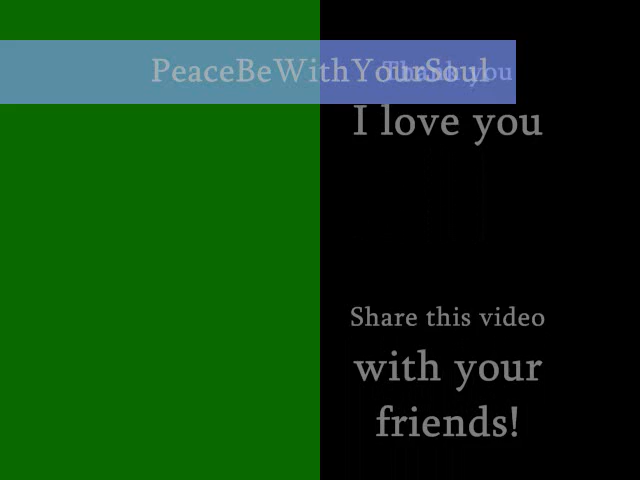 PeaceBeWithYourSoul
Thank you
I love you
Share this video
with your
friends!